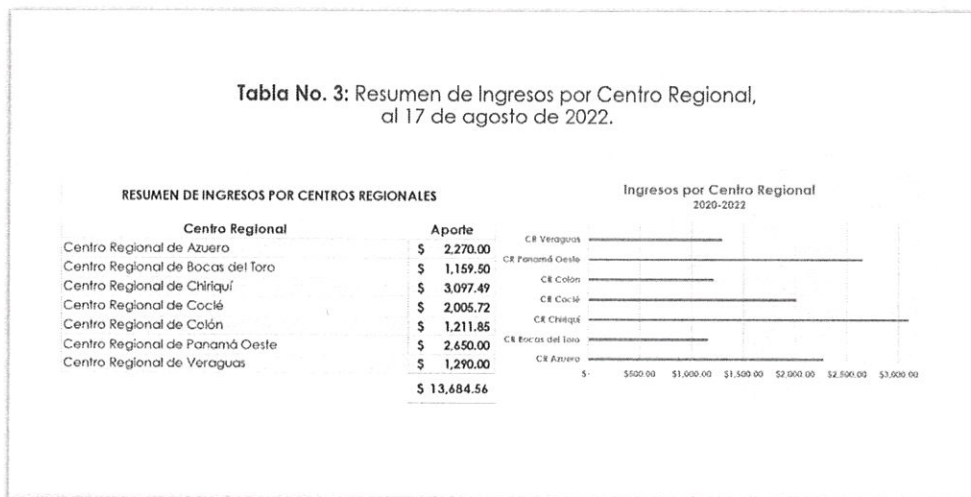 Tabla No. 3: Resumen de Ingresos por Centro Regional,
al 17 de agosto de 2022.
RESUMEN DE INGRESOS POR CENTROS REGIONALES
Centro Regional Aporte
Centro Regional de Azuero $ 2,270.00
Centro Regional de Bocas del Toro $ 1,159.50
Centro Regional de Chiriquí $ 3,097.49
Centro Regional de Coclé $ 2,005.72
Centro Regional de Colón $ 1,211.85
Centro Regional de Panamá Oeste $ 2,650.00
Centro Regional de Veraguas $ 1,290.00
$ 13,684.56
Ingresos por Centro Regional
2020-2022
CR Veraguas
CR Panamá Oeste
CR Colón
CR Coclé
CR Chiriquí
CR Bocas del Toro
CR Azuero
$- $500.00 $1,000.00 $1,500.00 $2,000.00 $2,500.00 $3,000.00